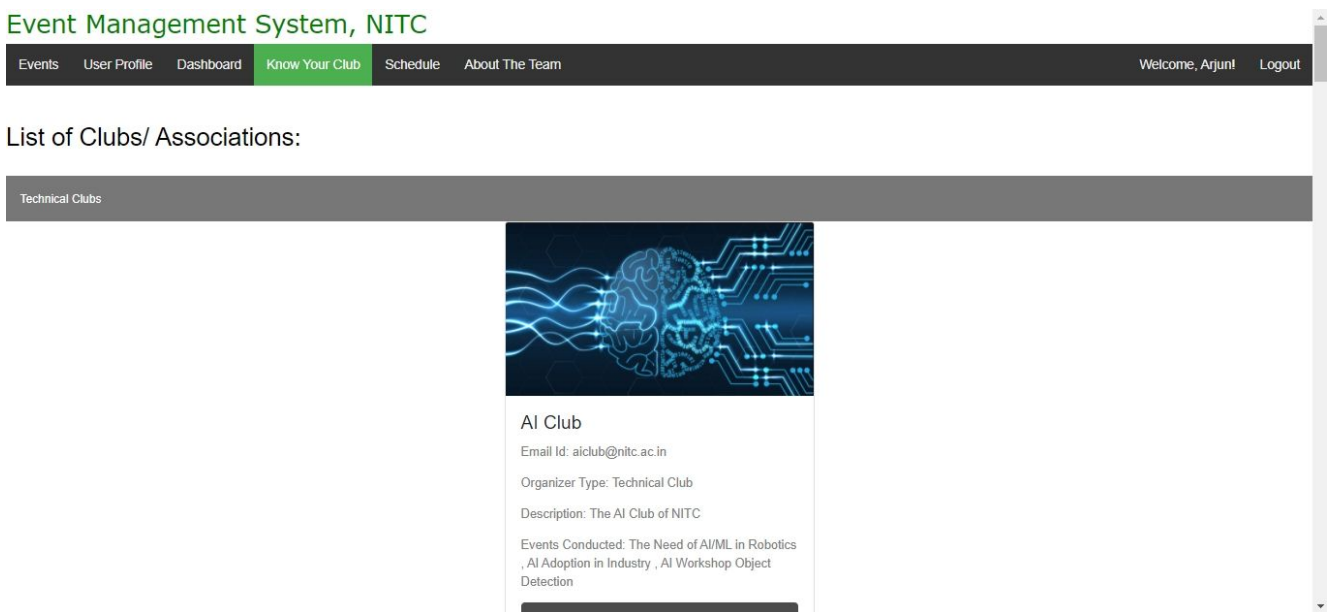 Event Management System, NITC
Events User Profile Dashboard Know Your Club Schedule About The Team Welcome, Arjun! Logout
List of Clubs/ Associations:
Technical Clubs
AI Club
Email Id: aiclub@nitc.ac.in
Organizer Type: Technical Club
Description: The AI Club of NITC
Events Conducted: The Need of AI/ML in Robotics
, AI Adoption in Industry , AI Workshop Object
Detection